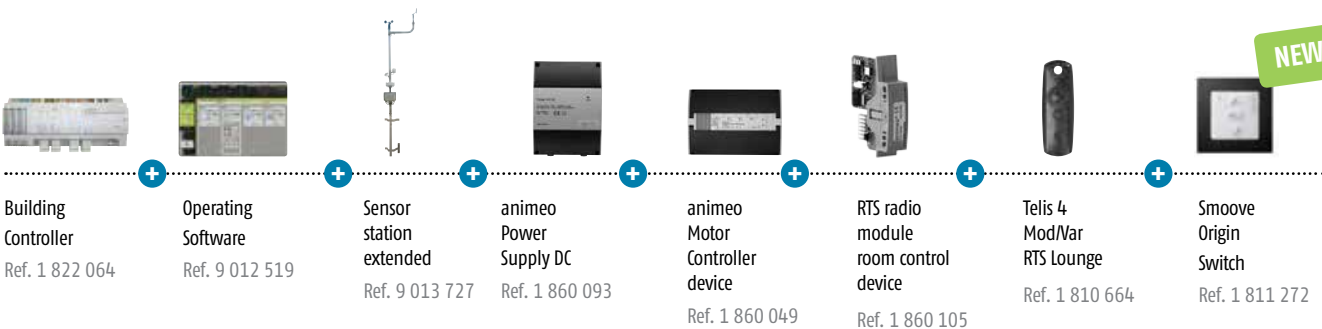 NEW
Building
Controller
Ref. 1 822 064
Operating
Software
Ref. 9 012 519
Sensor
station
extended
Ref. 9 013 727
animeo
Power
Supply DC
Ref. 1 860 093
animeo
Motor
Controller
device
Ref. 1 860 049
RTS radio
module
room control
device
Ref. 1 860 105
Telis 4
Mod/Var
RTS Lounge
Ref. 1 810 664
Smoove
Origin
Switch
Ref. 1 811 272